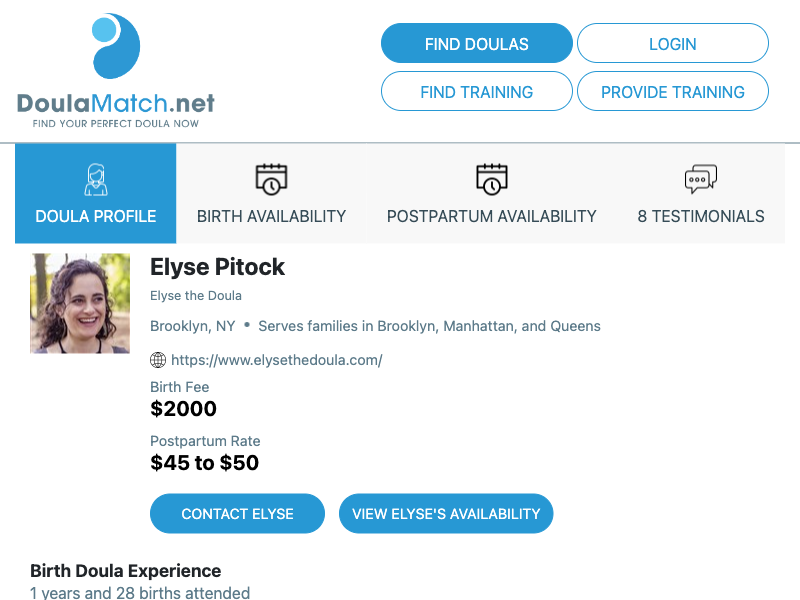 DoulaMatch.net
FIND YOUR PERFECT DOULA NOW
FIND DOULAS
LOGIN
FIND TRAINING
PROVIDE TRAINING
DOULA PROFILE
BIRTH AVAILABILITY
POSTPARTUM AVAILABILITY
8 TESTIMONIALS
Elyse Pitock
Elyse the Doula
Brooklyn, NY • Serves families in Brooklyn, Manhattan, and Queens
https://www.elysethedoula.com/
Birth Fee
$2000
Postpartum Rate
$45 to $50
CONTACT ELYSE
VIEW ELYSE'S AVAILABILITY
Birth Doula Experience
1 years and 28 births attended